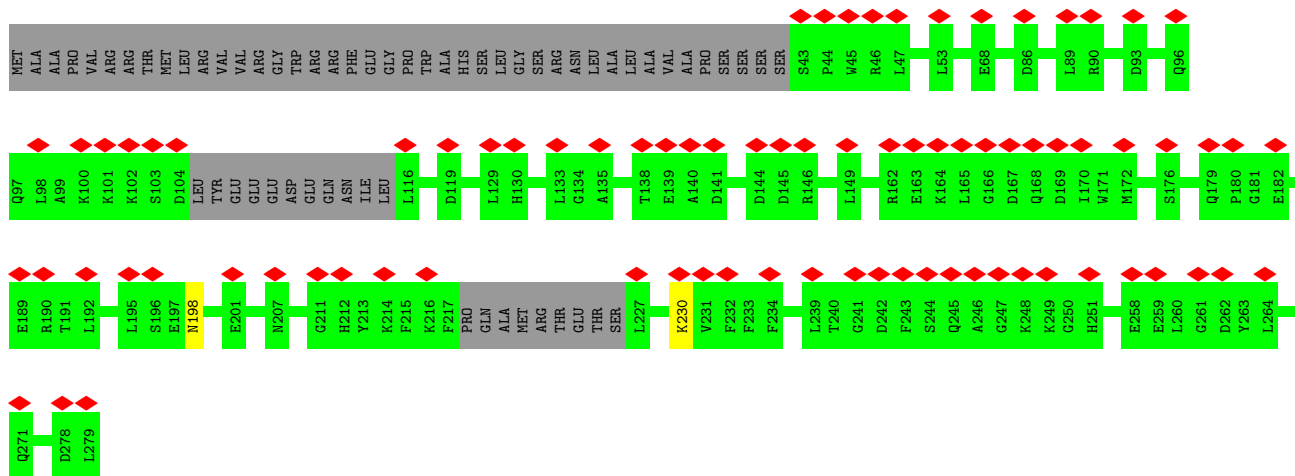 MET ALA ALA PRO VAL ARG ARG THR MET LEU ARG VAL VAL ARG GLY TRP ARG ARG PHE GLU GLY PRO TRP ALA HIS SER LEU GLY SER ARG ASN LEU ALA LEU ALA VAL ALA PRO SER SER SER SER S43 P44 W45 R46 L47 L53 E68 D86 L89 R90 D93 Q96
Q97 L98 A99 K100 K101 K102 S103 D104 LEU TYR GLU GLU GLU ASP GLU GLN ASN ILE LEU L116 D119 L129 H130 L133 G134 A135 T138 E139 A140 D141 D144 D145 R146 L149 R162 E163 K164 L165 G166 D167 Q168 D169 I170 W171 M172 S176 Q179 P180 G181 E182
E189 R190 T191 L192 L195 S196 E197 N198 E201 N207 G211 H212 Y213 K214 F215 K216 F217 PRO GLN ALA MET ARG THR GLU THR SER L227 K230 V231 F232 F233 F234 L239 T240 G241 D242 F243 S244 Q245 A246 G247 K248 K249 G250 H251 E258 E259 L260 G261 D262 Y263 L264
Q271 D278 L279